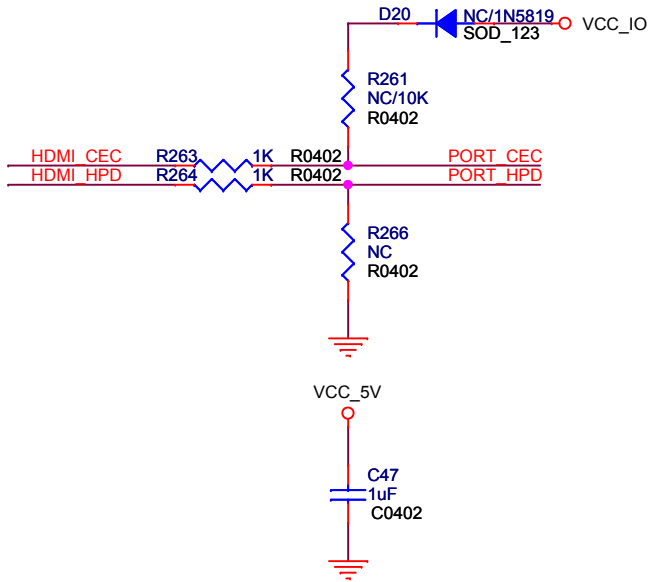 D20 NC/1N5819 VCC_IO
SOD_123
R261
NC/10K
R0402
HDMI_CEC R263 1K R0402 PORT_CEC
HDMI_HPD R264 1K R0402 PORT_HPD
R266
NC
R0402
VCC_5V
C47
1uF
C0402